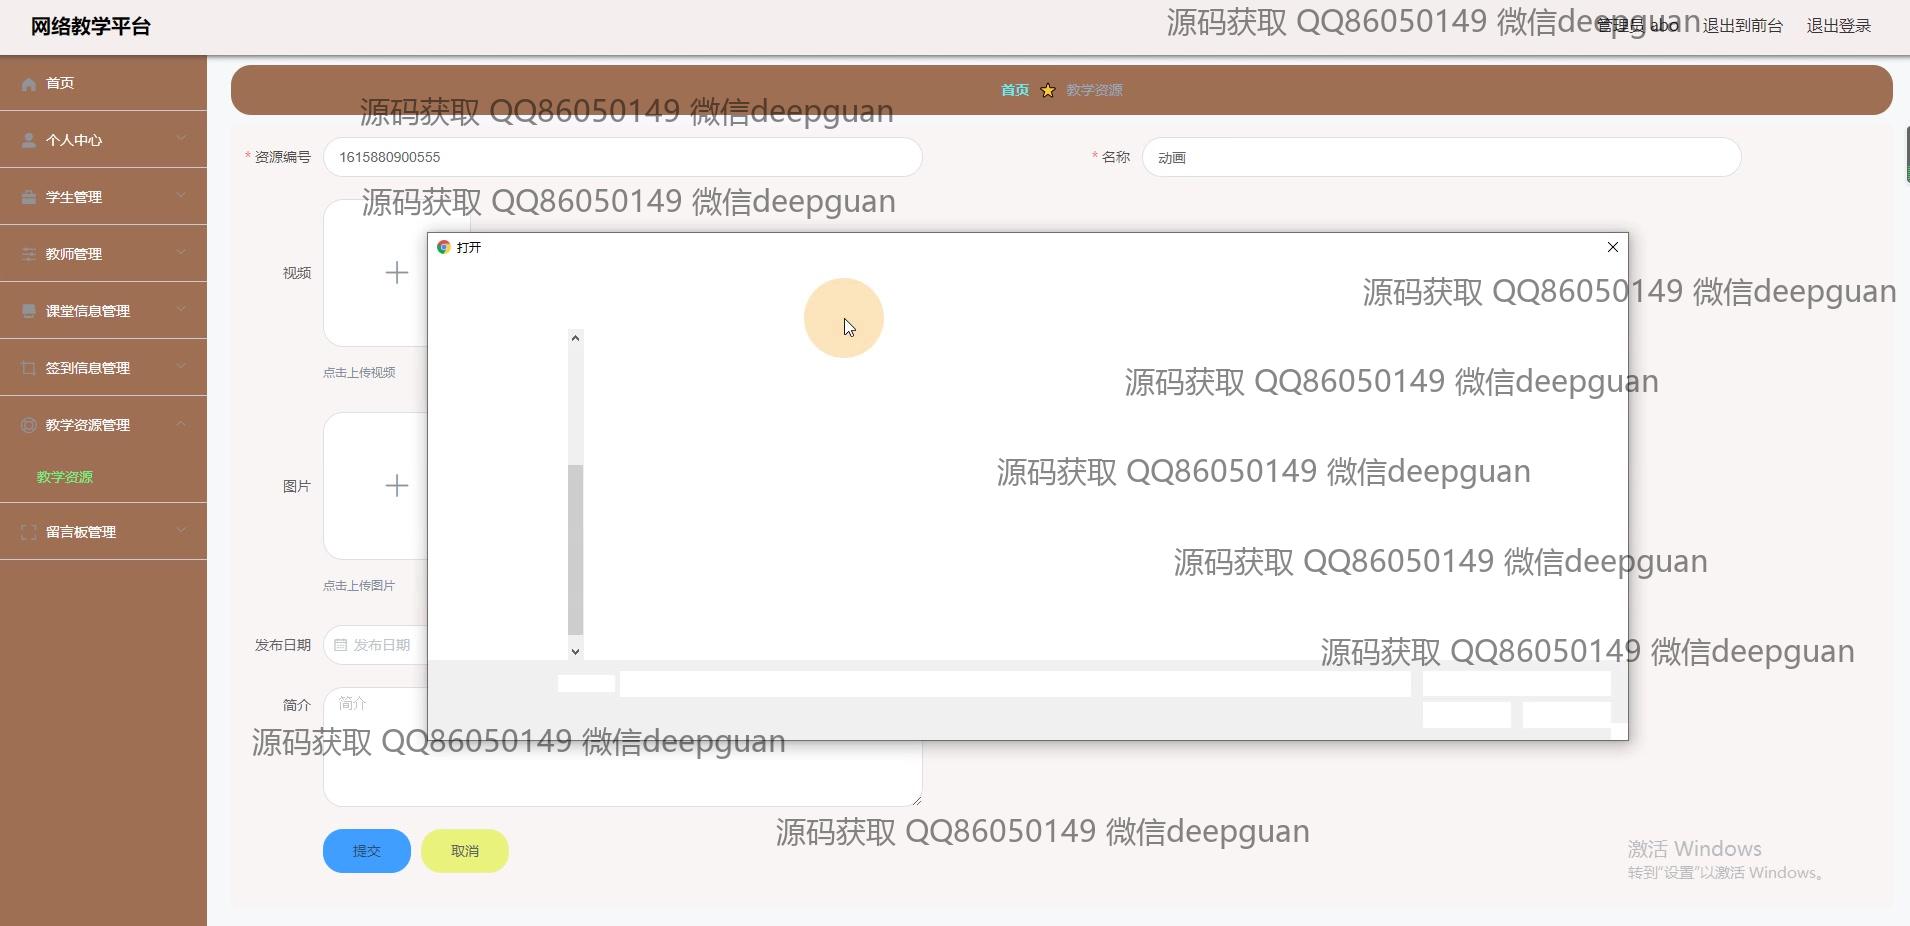 网络教学平台
源码获取 QQ86050149 微信deepguan
管理员 abo 退出到前台 退出登录
首页
个人中心
学生管理
教师管理
课堂信息管理
签到信息管理
教学资源管理
教学资源
留言板管理
首页 教学资源
源码获取 QQ86050149 微信deepguan
* 资源编号 1615880900555
* 名称 动画
源码获取 QQ86050149 微信deepguan
打开
视频
源码获取 QQ86050149 微信deepguan
点击上传视频
源码获取 QQ86050149 微信deepguan
源码获取 QQ86050149 微信deepguan
图片
源码获取 QQ86050149 微信deepguan
点击上传图片
发布日期 发布日期
源码获取 QQ86050149 微信deepguan
简介 简介
源码获取 QQ86050149 微信deepguan
源码获取 QQ86050149 微信deepguan
提交 取消
激活 Windows
转到“设置”以激活 Windows。